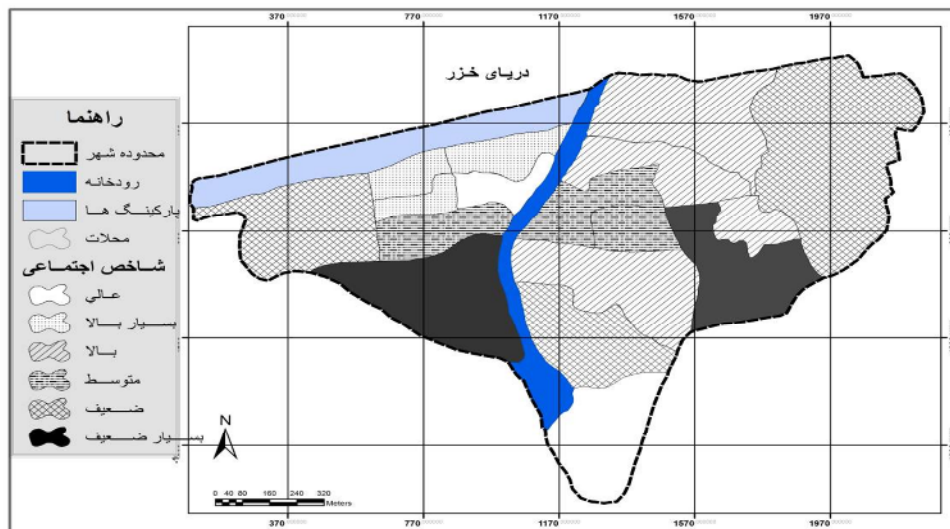 370 770 1170 1570 1970
دریای خزر
راهنما
محدوده شهر
رودخانه
پارکینگ ها
محلات
شاخص اجتماعی
عالی
بسیار بالا
بالا
متوسط
ضعیف
بسیار ضعیف
N
0 40 80 160 240 320
Meters
370 770 1170 1570 1970